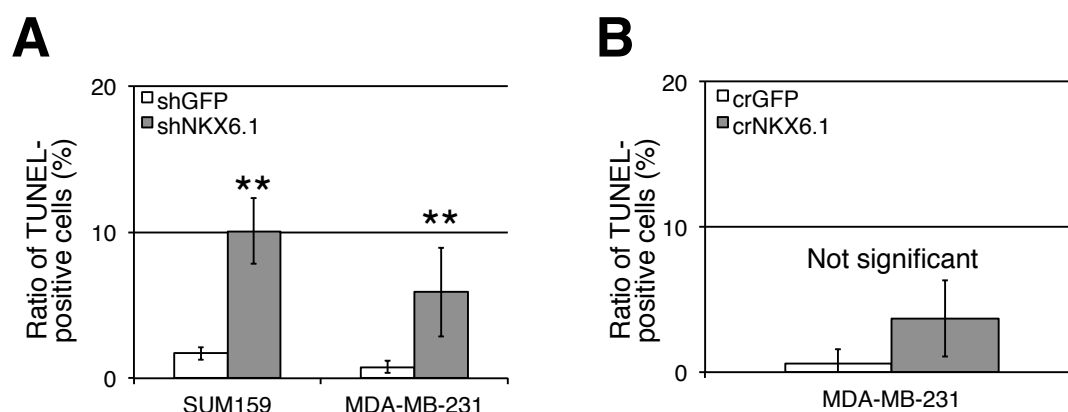 A
20
shGFP
shNKX6.1
**
**
10
Ratio of TUNEL-
positive cells (%)
0
SUM159
MDA-MB-231
B
20
crGFP
crNKX6.1
10
Not significant
Ratio of TUNEL-
positive cells (%)
0
MDA-MB-231